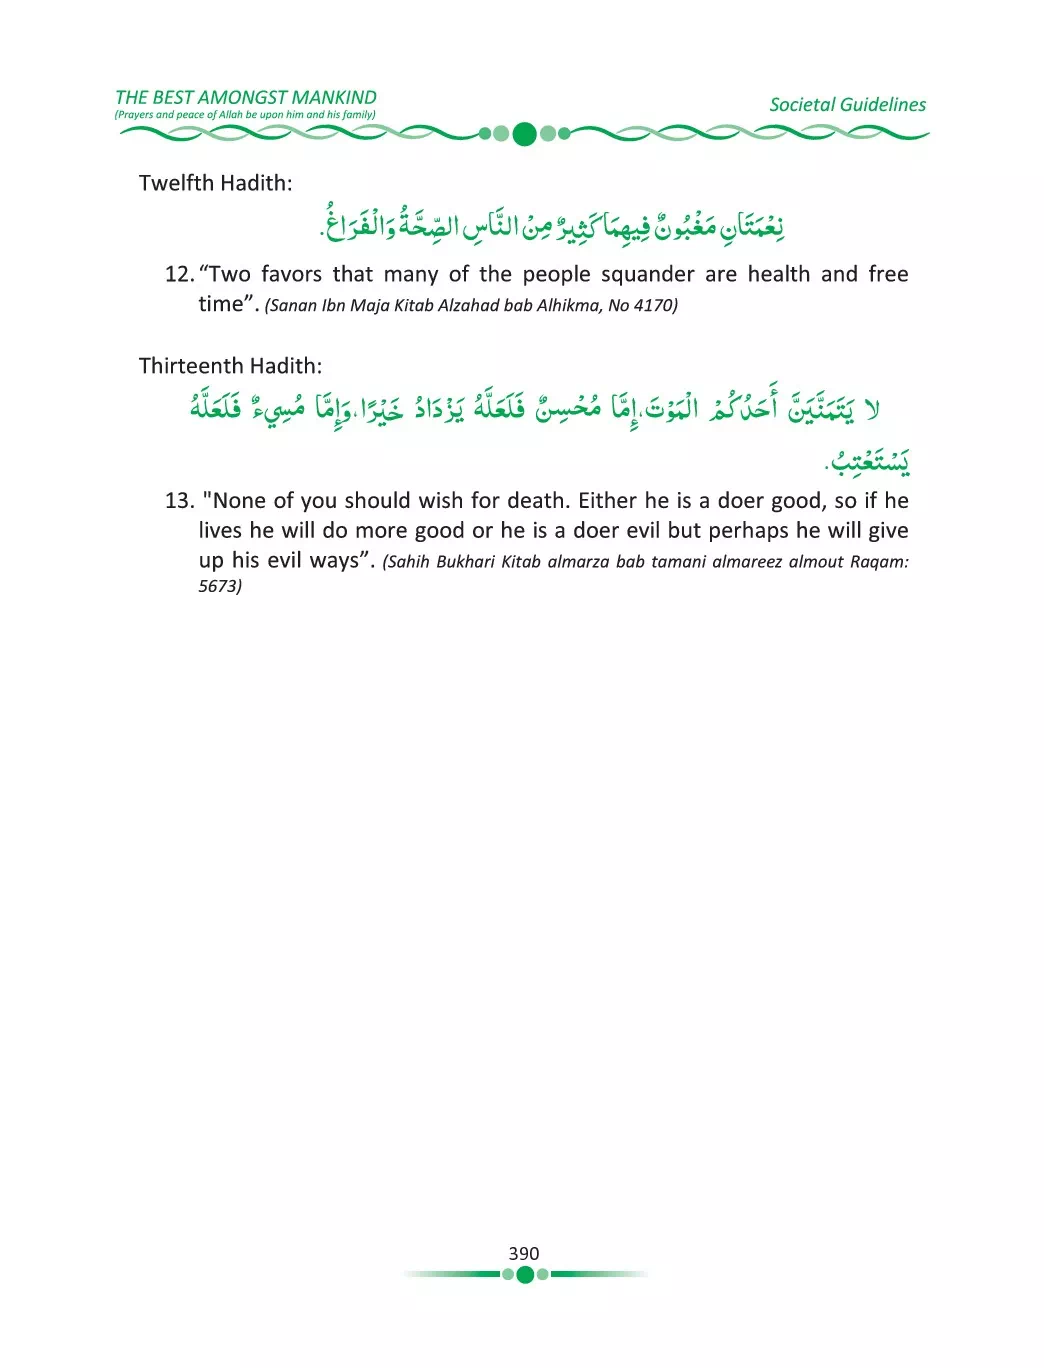 THE BEST AMONGST MANKIND
(Prayers and peace of Allah be upon him and his family)
Societal Guidelines
Twelfth Hadith:
نِعْمَتَانِ مَغْبُونٌ فِيهِمَا كَثِيرٌ مِنْ النَّاسِ الصِّحَّةُ وَالْفَرَاغُ.
12. “Two favors that many of the people squander are health and free
time”. (Sanan Ibn Maja Kitab Alzahad bab Alhikma, No 4170)
Thirteenth Hadith:
لا يَتَمَنَّيَنَّ أَحَدُكُمْ الْمَوْتَ،إِمَّا مُحْسِنٌ فَلَعَلَّهُ يَزْدَادُ خَيْرًا،وَإِمَّا مُسِيءٌ فَلَعَلَّهُ
يَسْتَعْتِبُ.
13. "None of you should wish for death. Either he is a doer good, so if he
lives he will do more good or he is a doer evil but perhaps he will give
up his evil ways”. (Sahih Bukhari Kitab almarza bab tamani almareez almout Raqam:
5673)
390